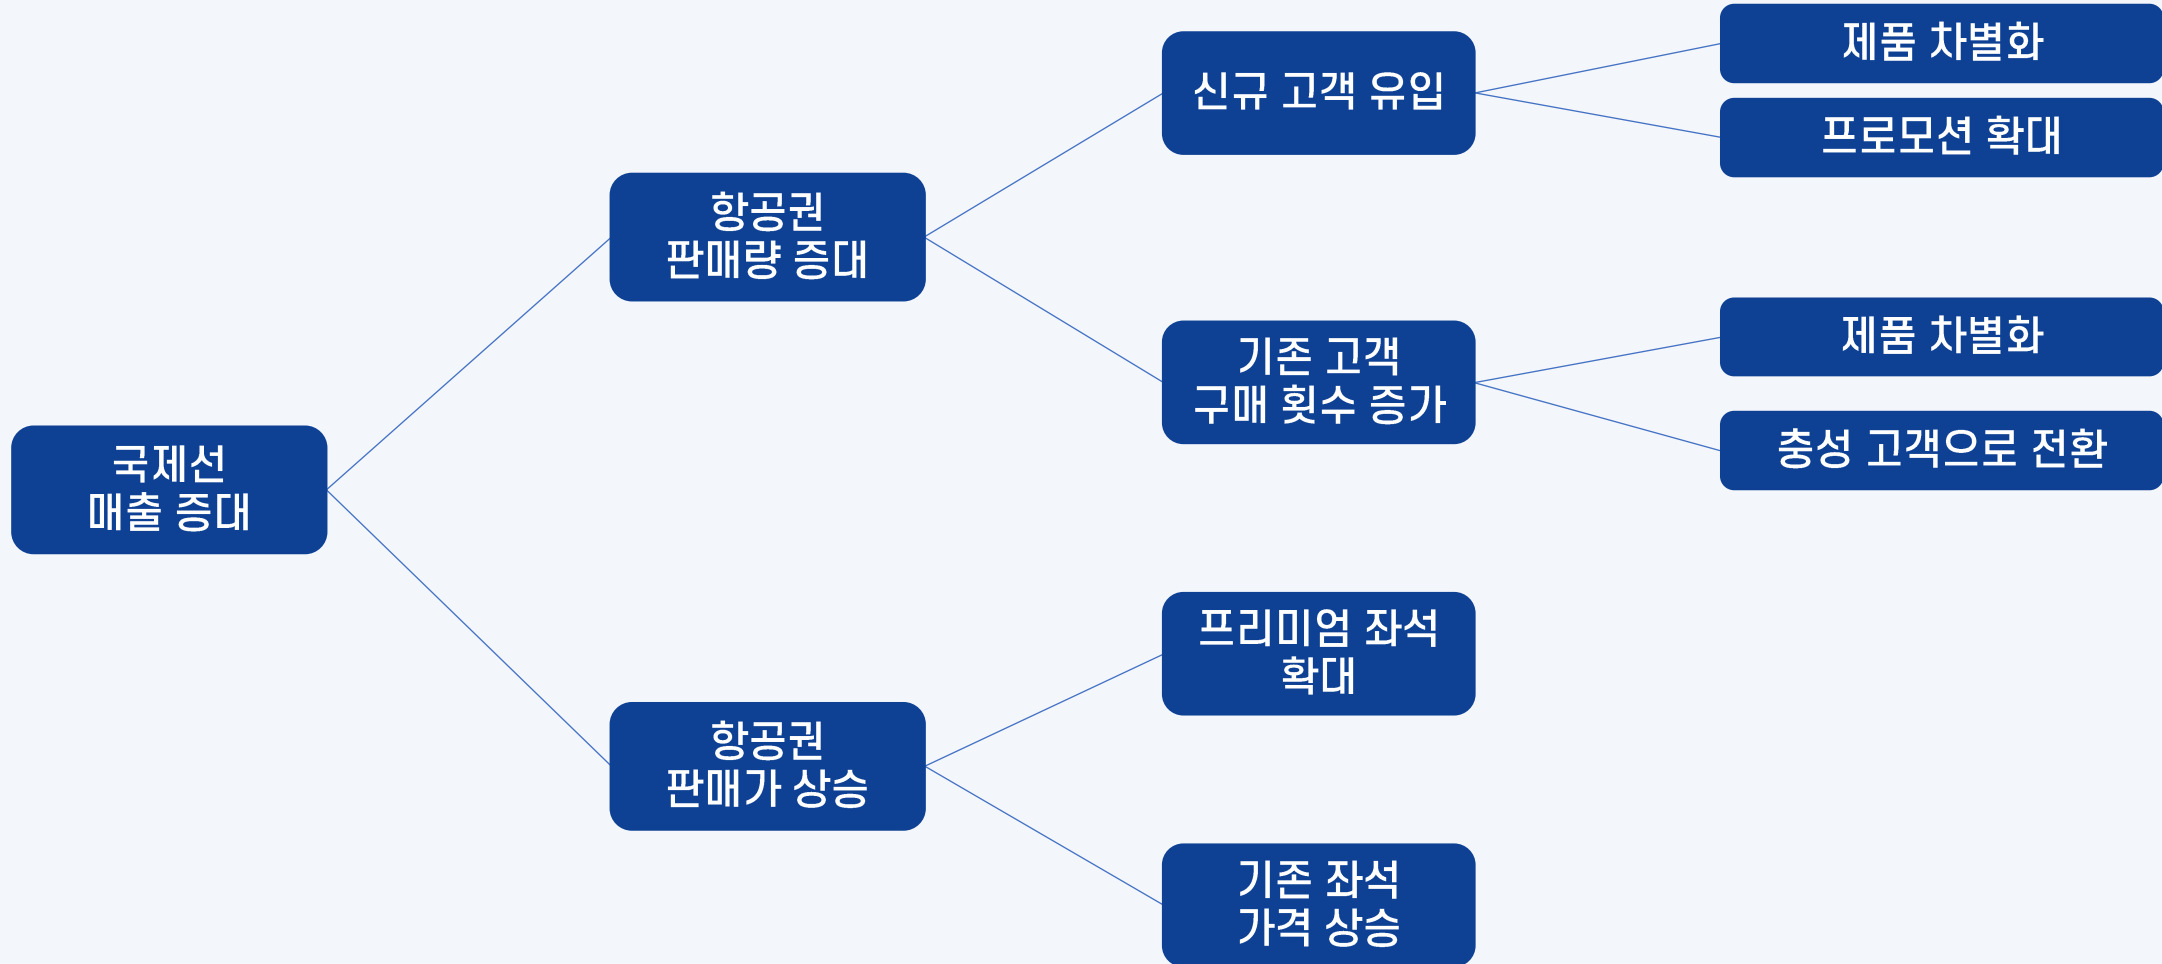 국제선
매출 증대
항공권
판매량 증대
신규 고객 유입
제품 차별화
프로모션 확대
기존 고객
구매 횟수 증가
제품 차별화
충성 고객으로 전환
항공권
판매가 상승
프리미엄 좌석
확대
기존 좌석
가격 상승